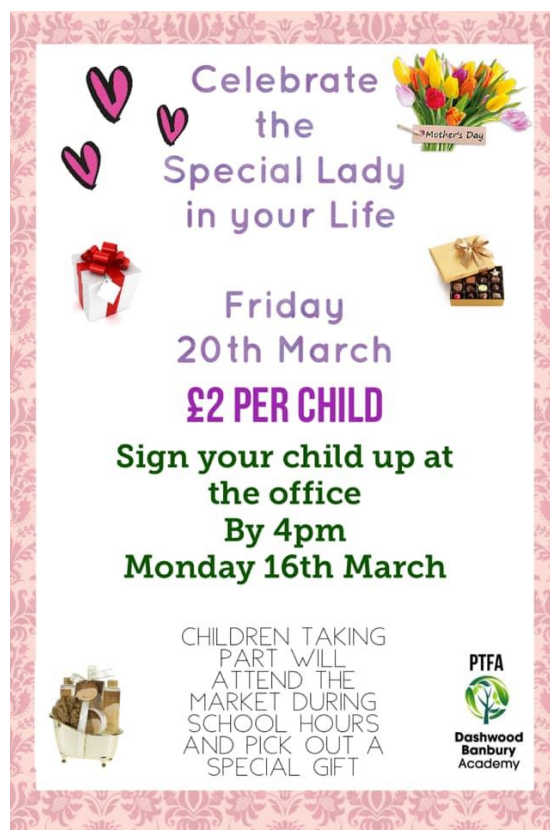 Celebrate
the
Special Lady
in your Life
Mother's Day
Friday
20th March
£2 PER CHILD
Sign your child up at
the office
By 4pm
Monday 16th March
CHILDREN TAKING
PART WILL
ATTEND THE
MARKET DURING
SCHOOL HOURS
AND PICK OUT A
SPECIAL GIFT
PTFA
Dashwood
Banbury
Academy